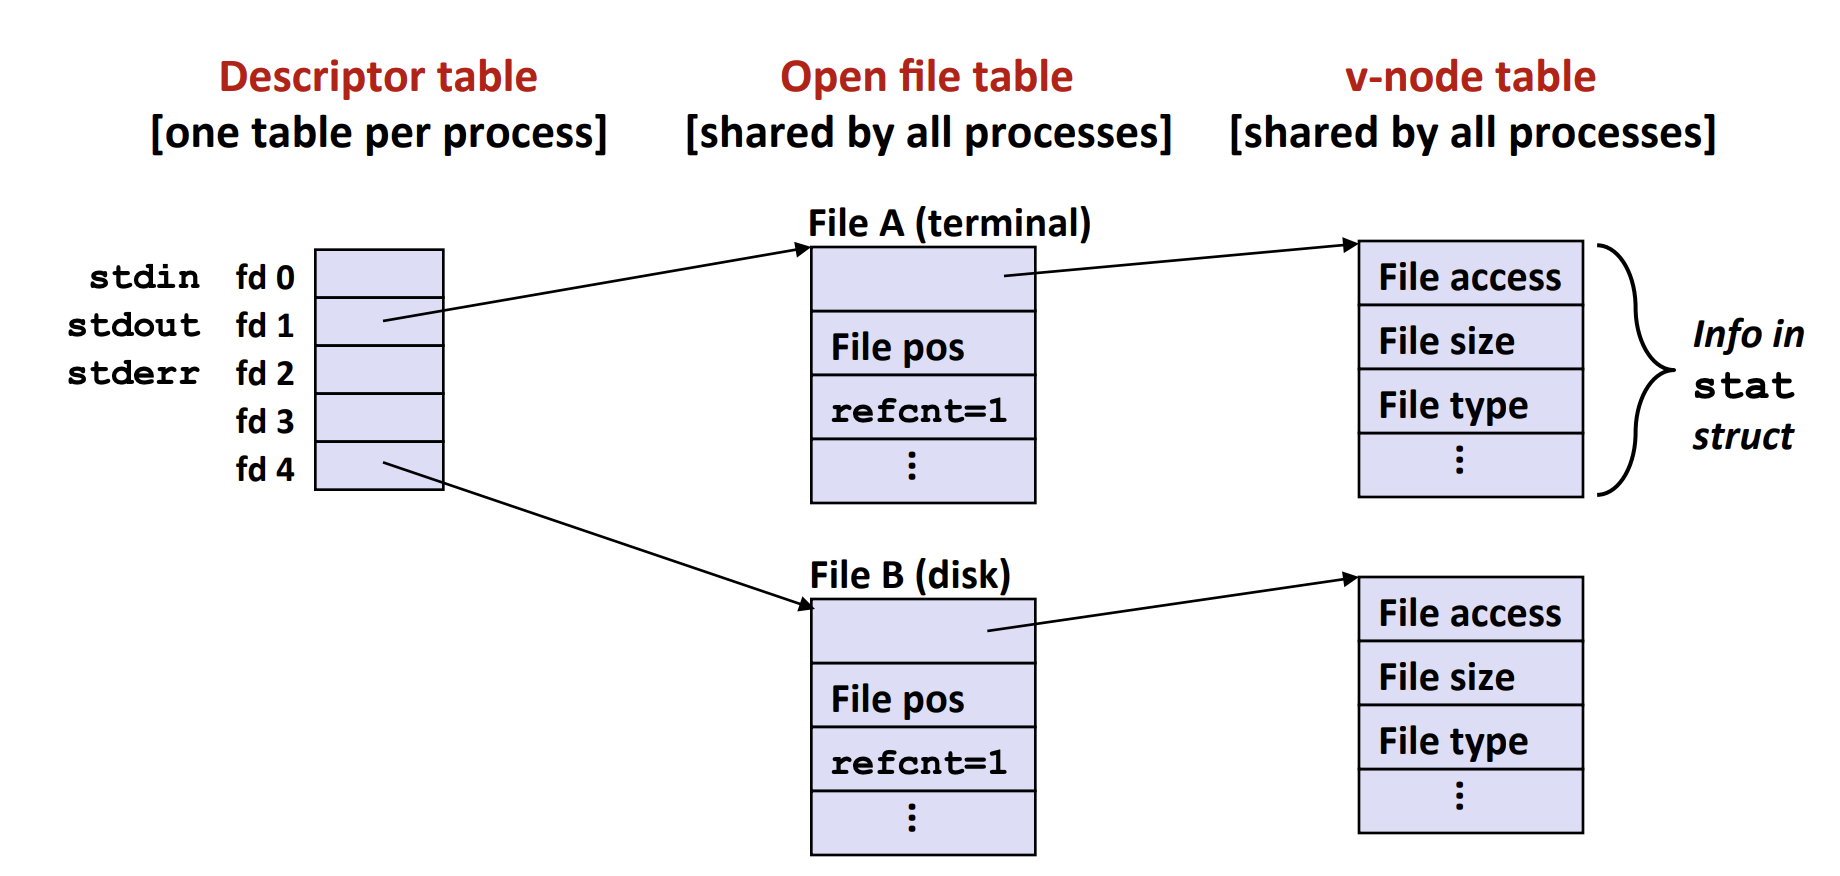 Descriptor table
[one table per process]
Open file table
[shared by all processes]
v-node table
[shared by all processes]
stdin fd 0
stdout fd 1
stderr fd 2
fd 3
fd 4
File A (terminal)
File pos
refcnt=1
⋮
File B (disk)
File pos
refcnt=1
⋮
File access
File size
File type
⋮
Info in
stat
struct
File access
File size
File type
⋮